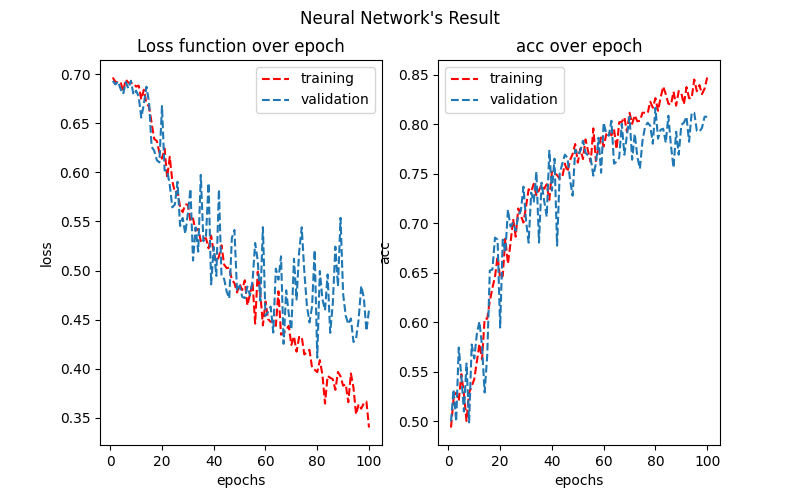 Neural Network's Result
Loss function over epoch
training
validation
0.70
0.65
0.60
0.55
0.50
0.45
0.40
0.35
loss
0 20 40 60 80 100
epochs
acc over epoch
training
validation
0.85
0.80
0.75
0.70
0.65
0.60
0.55
0.50
acc
0 20 40 60 80 100
epochs